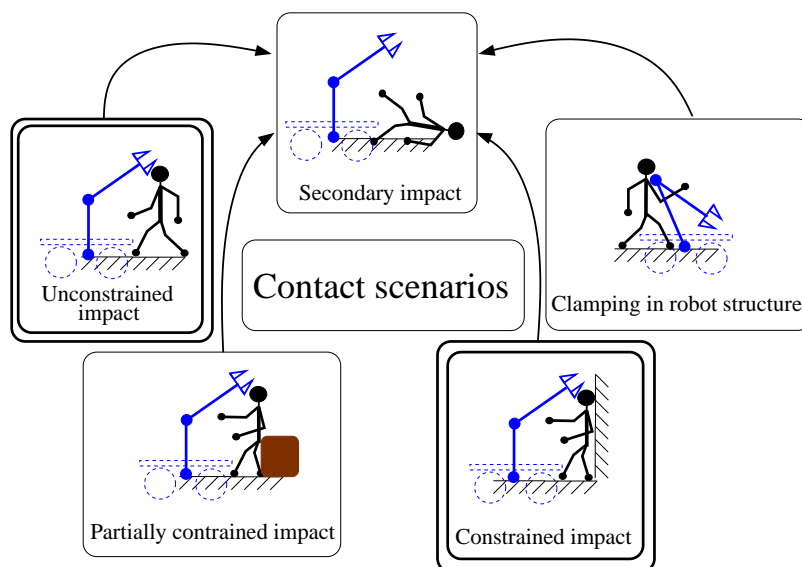 Secondary impact
Unconstrained
impact
Contact scenarios
Clamping in robot structure
Partially contrained impact
Constrained impact